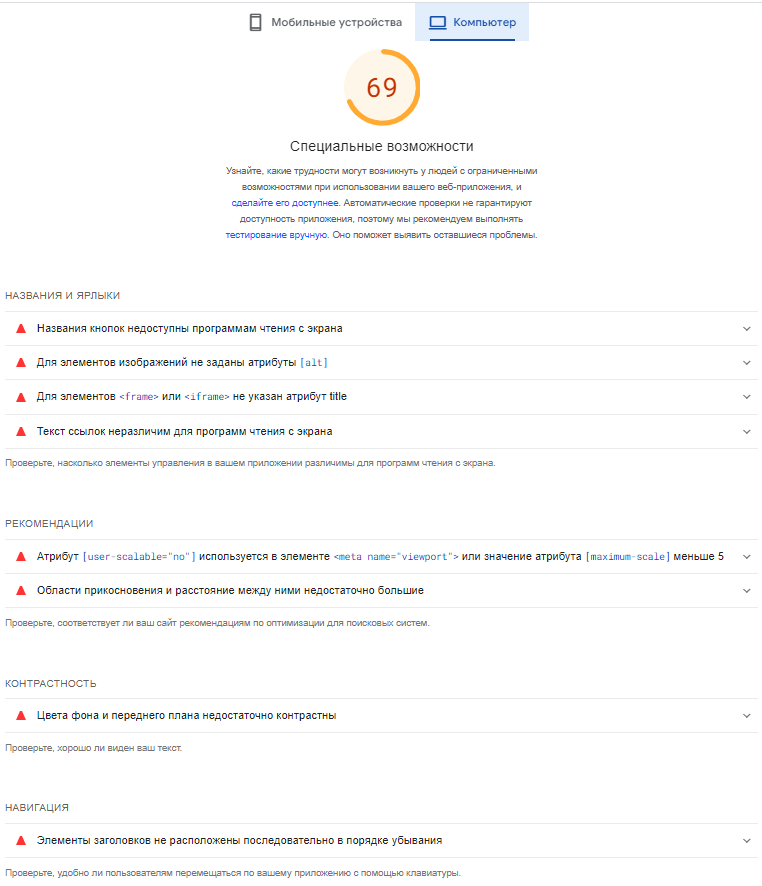 Мобильные устройства
Компьютер
69
Специальные возможности
Узнайте, какие трудности могут возникнуть у людей с ограниченными
возможностями при использовании вашего веб-приложения, и
сделайте его доступнее. Автоматические проверки не гарантируют
доступность приложения, поэтому мы рекомендуем выполнять
тестирование вручную. Оно поможет выявить оставшиеся проблемы.
НАЗВАНИЯ И ЯРЛЫКИ
Названия кнопок недоступны программам чтения с экрана
Для элементов изображений не заданы атрибуты [alt]
Для элементов <frame> или <iframe> не указан атрибут title
Текст ссылок неразличим для программ чтения с экрана
Проверьте, насколько элементы управления в вашем приложении различимы для программ чтения с экрана.
РЕКОМЕНДАЦИИ
Атрибут [user-scalable="no"] используется в элементе <meta name="viewport"> или значение атрибута [maximum-scale] меньше 5
Области прикосновения и расстояние между ними недостаточно большие
Проверьте, соответствует ли ваш сайт рекомендациям по оптимизации для поисковых систем.
КОНТРАСТНОСТЬ
Цвета фона и переднего плана недостаточно контрастны
Проверьте, хорошо ли виден ваш текст.
НАВИГАЦИЯ
Элементы заголовков не расположены последовательно в порядке убывания
Проверьте, удобно ли пользователям перемещаться по вашему приложению с помощью клавиатуры.